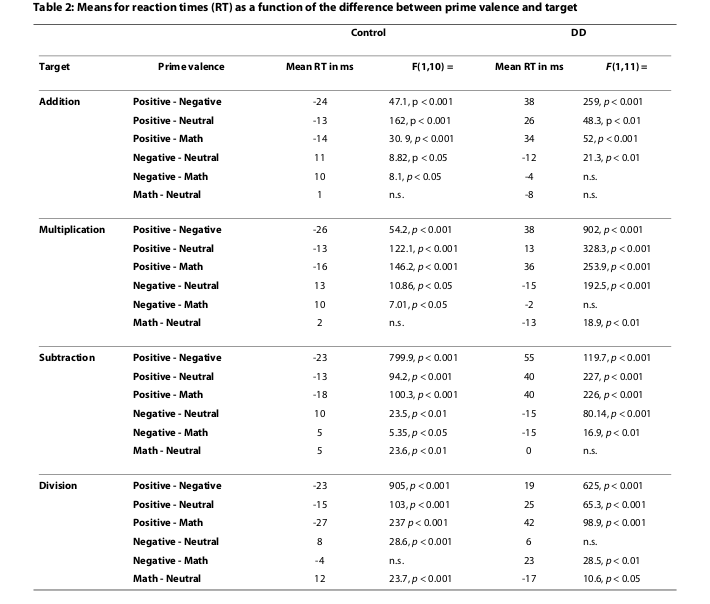 Table 2: Means for reaction times (RT) as a function of the difference between prime valence and target
Control DD
Target Prime valence Mean RT in ms F(1,10) = Mean RT in ms F(1,11) =
Addition Positive - Negative -24 47.1, p < 0.001 38 259, p < 0.001
Positive - Neutral -13 162, p < 0.001 26 48.3, p < 0.01
Positive - Math -14 30. 9, p < 0.001 34 52, p < 0.001
Negative - Neutral 11 8.82, p < 0.05 -12 21.3, p < 0.01
Negative - Math 10 8.1, p < 0.05 -4 n.s.
Math - Neutral 1 n.s. -8 n.s.
Multiplication Positive - Negative -26 54.2, p < 0.001 38 902, p < 0.001
Positive - Neutral -13 122.1, p < 0.001 13 328.3, p < 0.001
Positive - Math -16 146.2, p < 0.001 36 253.9, p < 0.001
Negative - Neutral 13 10.86, p < 0.05 -15 192.5, p < 0.001
Negative - Math 10 7.01, p < 0.05 -2 n.s.
Math - Neutral 2 n.s. -13 18.9, p < 0.01
Subtraction Positive - Negative -23 799.9, p < 0.001 55 119.7, p < 0.001
Positive - Neutral -13 94.2, p < 0.001 40 227, p < 0.001
Positive - Math -18 100.3, p < 0.001 40 226, p < 0.001
Negative - Neutral 10 23.5, p < 0.01 -15 80.14, p < 0.001
Negative - Math 5 5.35, p < 0.05 -15 16.9, p < 0.01
Math - Neutral 5 23.6, p < 0.01 0 n.s.
Division Positive - Negative -23 905, p < 0.001 19 625, p < 0.001
Positive - Neutral -15 103, p < 0.001 25 65.3, p < 0.001
Positive - Math -27 237 p < 0.001 42 98.9, p < 0.001
Negative - Neutral 8 28.6, p < 0.001 6 n.s.
Negative - Math -4 n.s. 23 28.5, p < 0.01
Math - Neutral 12 23.7, p < 0.001 -17 10.6, p < 0.05